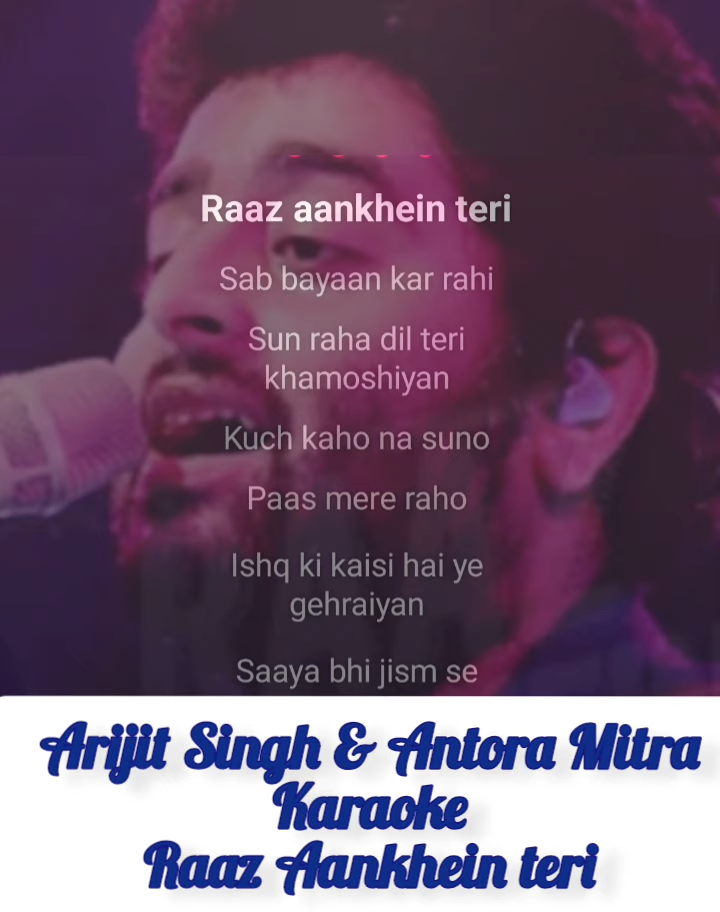 Raaz aankhein teri
Sab bayaan kar rahi
Sun raha dil teri
khamoshiyan
Kuch kaho na suno
Paas mere raho
Ishq ki kaisi hai ye
gehraiyan
Saaya bhi jism se
Arijit Singh & Antora Mitra
Karaoke
Raaz Aankhein teri